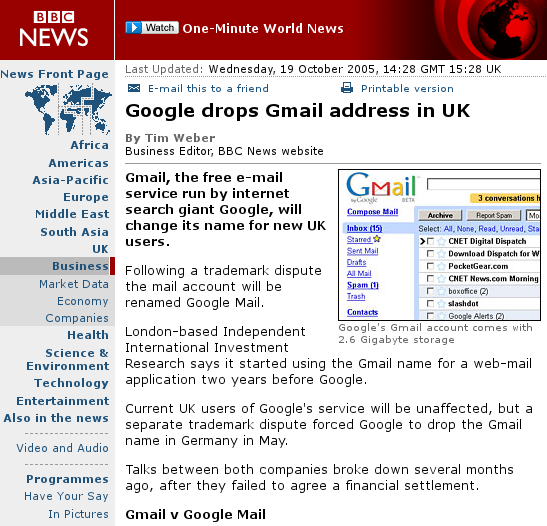 BBC
NEWS
Watch One-Minute World News
News Front Page
Africa
Americas
Asia-Pacific
Europe
Middle East
South Asia
UK
Business
Market Data
Economy
Companies
Health
Science &
Environment
Technology
Entertainment
Also in the news
Video and Audio
Programmes
Have Your Say
In Pictures
Last Updated: Wednesday, 19 October 2005, 14:28 GMT 15:28 UK
E-mail this to a friend
Printable version
Google drops Gmail address in UK
By Tim Weber
Business Editor, BBC News website
Gmail, the free e-mail
service run by internet
search giant Google, will
change its name for new UK
users.
Following a trademark dispute
the mail account will be
renamed Google Mail.
Gmail
by Google BETA
3 conversations h
Compose Mail
Archive Report Spam Mo
Inbox (15)
Select: All, None, Read, Unread, Sta
Starred
Sent Mail
Drafts
All Mail
Spam (1)
Trash
Contacts
CNET Digital Dispatch
Download Dispatch for W
PocketGear.com
CNET News.com Morning
boxoffice (2)
slashdot
Google Alerts (2)
Google's Gmail account comes with
2.6 Gigabyte storage
London-based Independent
International Investment
Research says it started using the Gmail name for a web-mail
application two years before Google.
Current UK users of Google's service will be unaffected, but a
separate trademark dispute forced Google to drop the Gmail
name in Germany in May.
Talks between both companies broke down several months
ago, after they failed to agree a financial settlement.
Gmail v Google Mail